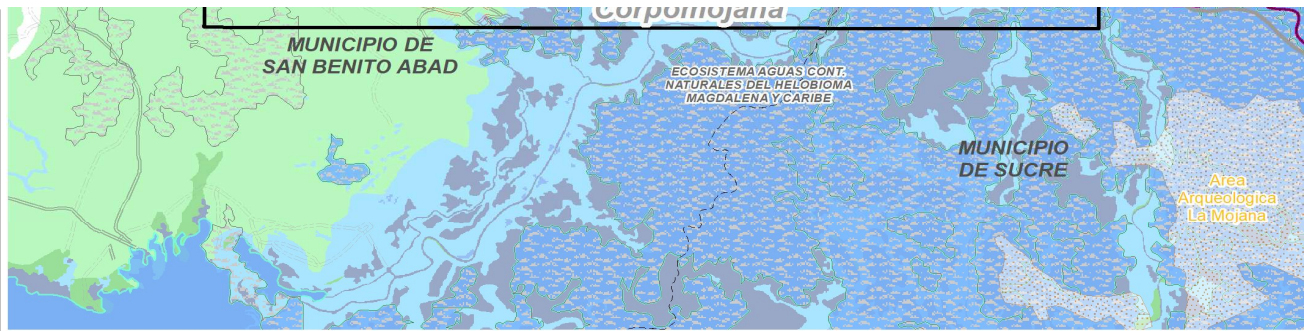 Corpomojana
MUNICIPIO DE
SAN BENITO ABAD
ECOSISTEMA AGUAS CONT.
NATURALES DEL HELOBIOMA
MAGDALENA Y CARIBE
MUNICIPIO
DE SUCRE
Area
Arqueologica
La Mojana